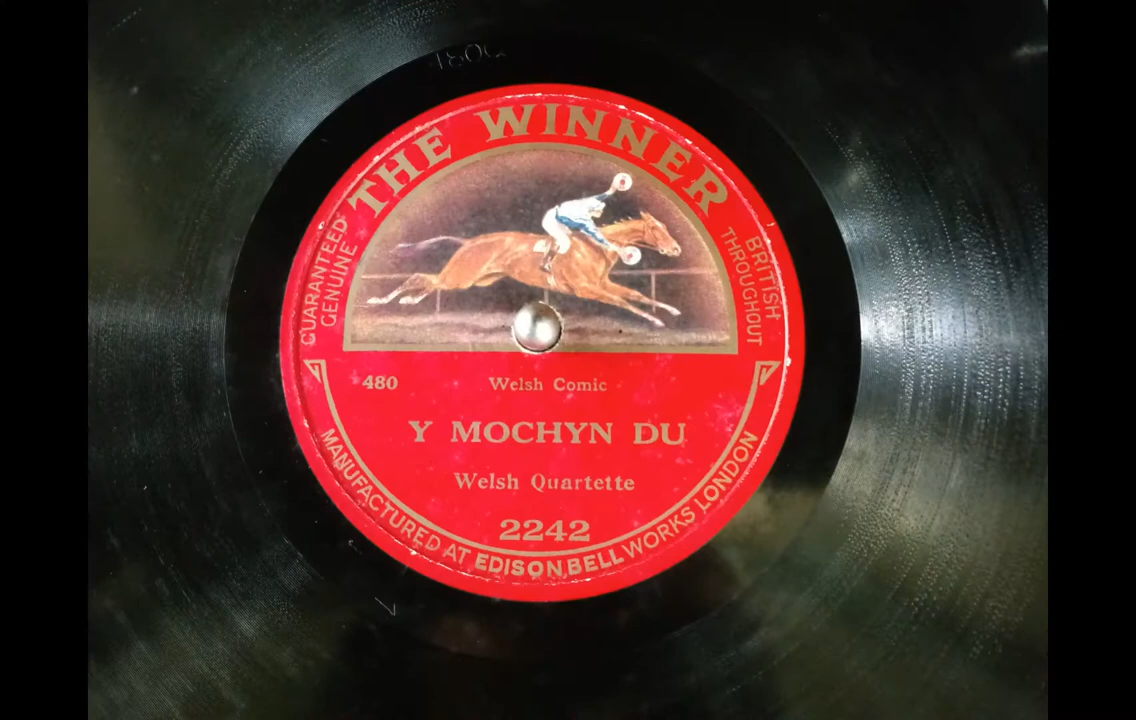 THE WINNER
GUARANTEED
GENUINE
BRITISH
THROUGHOUT
480
Welsh Comic
Y MOCHYN DU
Welsh Quartette
2242
MANUFACTURED AT EDISON BELL WORKS LONDON